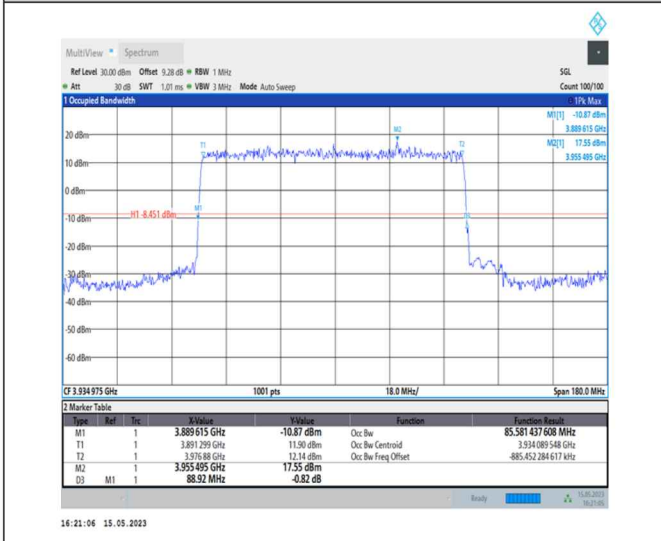 MultiView Spectrum
Ref Level 30.00 dBm Offset 9.28 dB RBW 1 MHz SGL
Att 30 dB SWT 1.01 ms VBW 3 MHz Mode Auto Sweep Count 100/100
1 Occupied Bandwidth 1Pk Max
M1[1] -10.87 dBm
3.889 615 GHz
M2[1] 17.55 dBm
3.955 495 GHz
20 dBm
M2
T1
T2
10 dBm
0 dBm
M1
H1 -8.451 dBm
-10 dBm
-30 dBm
-40 dBm
-50 dBm
-60 dBm
CF 3.934 975 GHz 1001 pts 18.0 MHz/ Span 180.0 MHz
2 Marker Table
Type Ref Trc X-Value Y-Value Function Function Result
M1 1 3.889 615 GHz -10.87 dBm Occ Bw 85.581 437 608 MHz
T1 1 3.891 299 GHz 11.90 dBm Occ Bw Centroid 3.934 089 548 GHz
T2 1 3.976 88 GHz 12.14 dBm Occ Bw Freq Offset -885.452 284 617 kHz
M2 1 3.955 495 GHz 17.55 dBm
D3 M1 1 88.92 MHz -0.82 dB
Ready 15.05.2023
16:21:05
16:21:06 15.05.2023